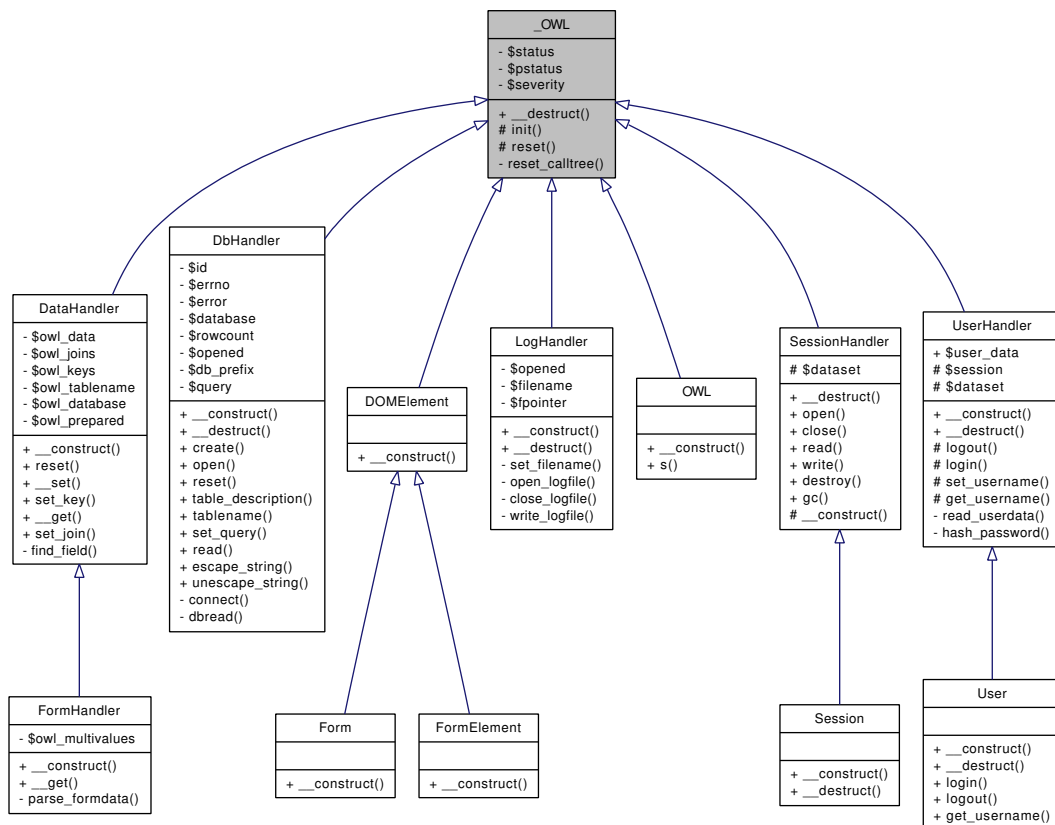 _OWL
- $status
- $pstatus
- $severity
+ __destruct()
# init()
# reset()
- reset_calltree()
DbHandler
- $id
- $errno
- $error
- $database
- $rowcount
- $opened
- $db_prefix
- $query
+ __construct()
+ __destruct()
+ create()
+ open()
+ reset()
+ table_description()
+ tablename()
+ set_query()
+ read()
+ escape_string()
+ unescape_string()
- connect()
- dbread()
DataHandler
- $owl_data
- $owl_joins
- $owl_keys
- $owl_tablename
- $owl_database
- $owl_prepared
+ __construct()
+ reset()
+ __set()
+ set_key()
+ __get()
+ set_join()
- find_field()
DOMElement
+ __construct()
LogHandler
- $opened
- $filename
- $fpointer
+ __construct()
+ __destruct()
- set_filename()
- open_logfile()
- close_logfile()
- write_logfile()
OWL
+ __construct()
+ s()
SessionHandler
# $dataset
+ __destruct()
+ open()
+ close()
+ read()
+ write()
+ destroy()
+ gc()
# __construct()
UserHandler
+ $user_data
# $session
# $dataset
+ __construct()
+ __destruct()
# logout()
# login()
# set_username()
# get_username()
- read_userdata()
- hash_password()
FormHandler
- $owl_multivalues
+ __construct()
+ __get()
- parse_formdata()
Form
+ __construct()
FormElement
+ __construct()
Session
+ __construct()
+ __destruct()
User
+ __construct()
+ __destruct()
+ login()
+ logout()
+ get_username()